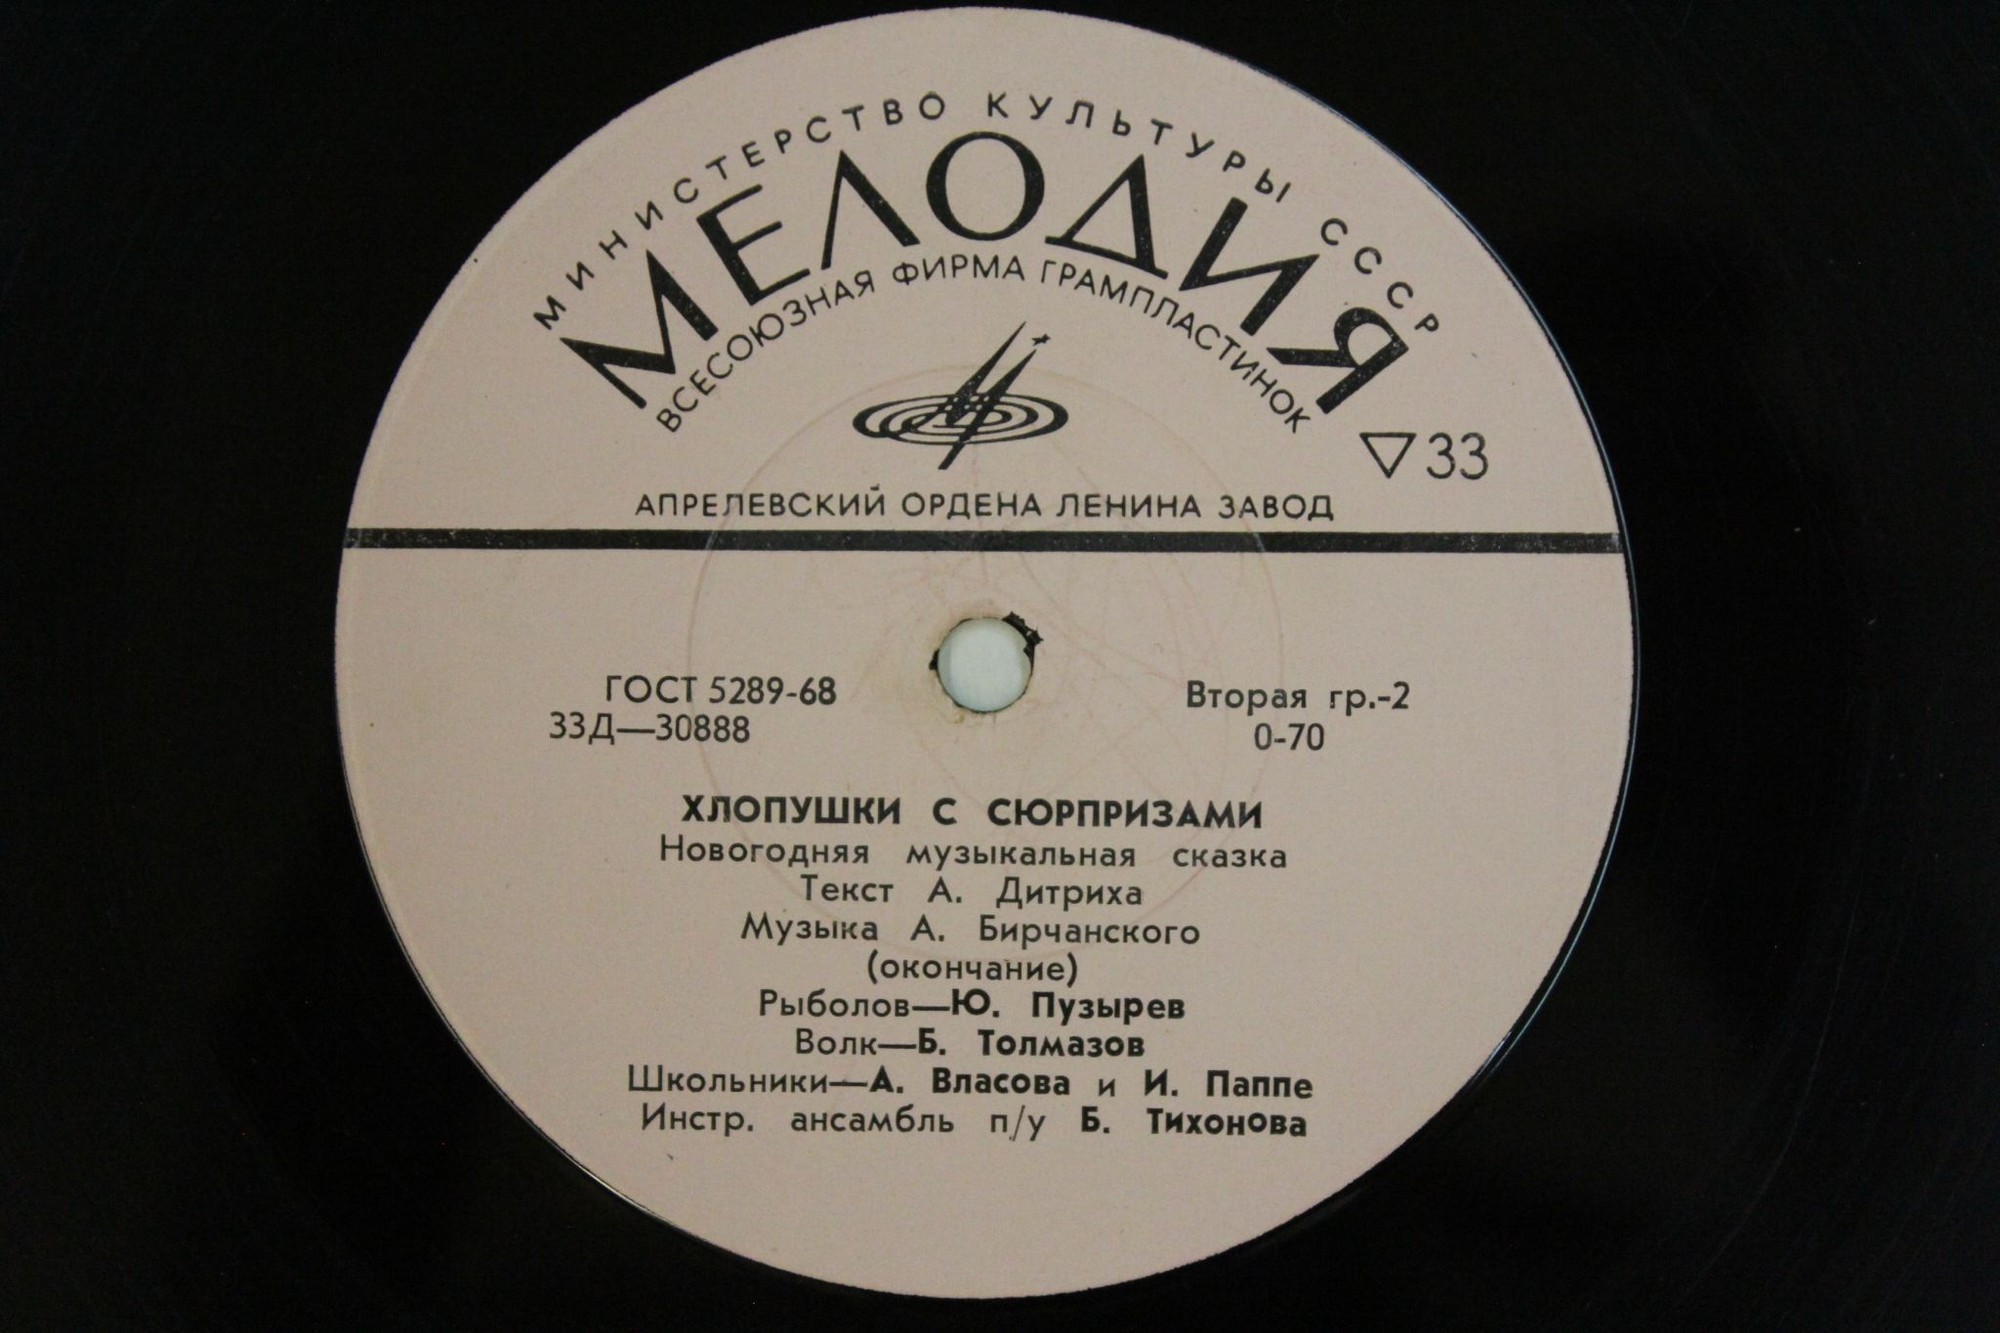 МИНИСТЕРСТВО КУЛЬТУРЫ СССР
МЕЛОДИЯ
ВСЕСОЮЗНАЯ ФИРМА ГРАМПЛАСТИНОК
▽33
АПРЕЛЕВСКИЙ ОРДЕНА ЛЕНИНА ЗАВОД
ГОСТ 5289-68 Вторая гр.-2
33Д—30888 0-70
ХЛОПУШКИ С СЮРПРИЗАМИ
Новогодняя музыкальная сказка
Текст А. Дитриха
Музыка А. Бирчанского
(окончание)
Рыболов—Ю. Пузырев
Волк—Б. Толмазов
Школьники—А. Власова и И. Паппе
Инстр. ансамбль п/у Б. Тихонова